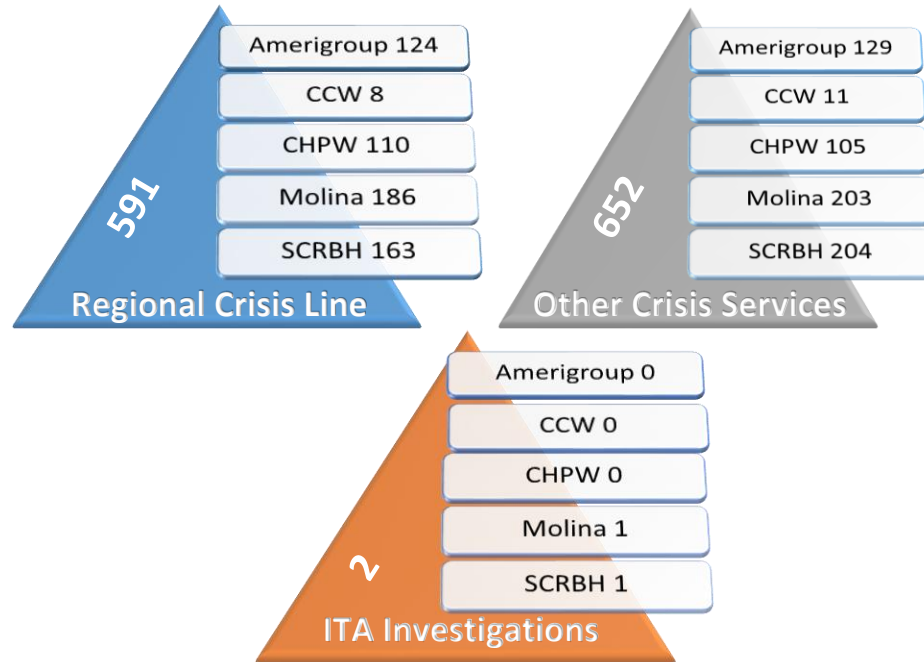 Amerigroup 124
CCW 8
CHPW 110
Molina 186
SCRBH 163
591
Regional Crisis Line
Amerigroup 129
CCW 11
CHPW 105
Molina 203
SCRBH 204
652
Other Crisis Services
Amerigroup 0
CCW 0
CHPW 0
Molina 1
SCRBH 1
2
ITA Investigations